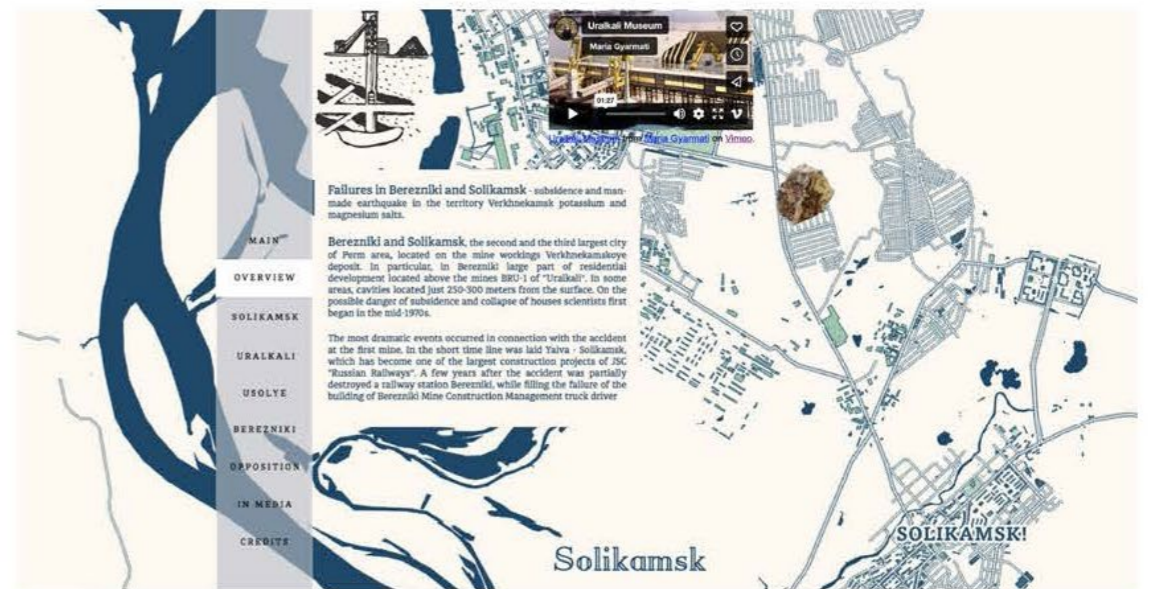 Uralkali Museum
Maria Gyarmati
01:27
Uralkali Museum from Maria Gyarmati on Vimeo.
Failures in Berezniki and Solikamsk - subsidence and man-
made earthquake in the territory Verkhnekamsk potassium and
magnesium salts.
MAIN
OVERVIEW
SOLIKAMSK
URALKALI
USOLYE
BEREZNIKI
OPPOSITION
IN MEDIA
CREDITS
Berezniki and Solikamsk, the second and the third largest city
of Perm area, located on the mine workings Verkhnekamskoye
deposit. In particular, in Berezniki large part of residential
development located above the mines BRU-1 of "Uralkali". In some
areas, cavities located just 250-300 meters from the surface. On the
possible danger of subsidence and collapse of houses scientists first
began in the mid-1970s.
The most dramatic events occurred in connection with the accident
at the first mine. In the short time line was laid Yaiva - Solikamsk,
which has become one of the largest construction projects of JSC
"Russian Railways". A few years after the accident was partially
destroyed a railway station Berezniki, while filling the failure of the
building of Berezniki Mine Construction Management truck driver
SOLIKAMSK!
Solikamsk